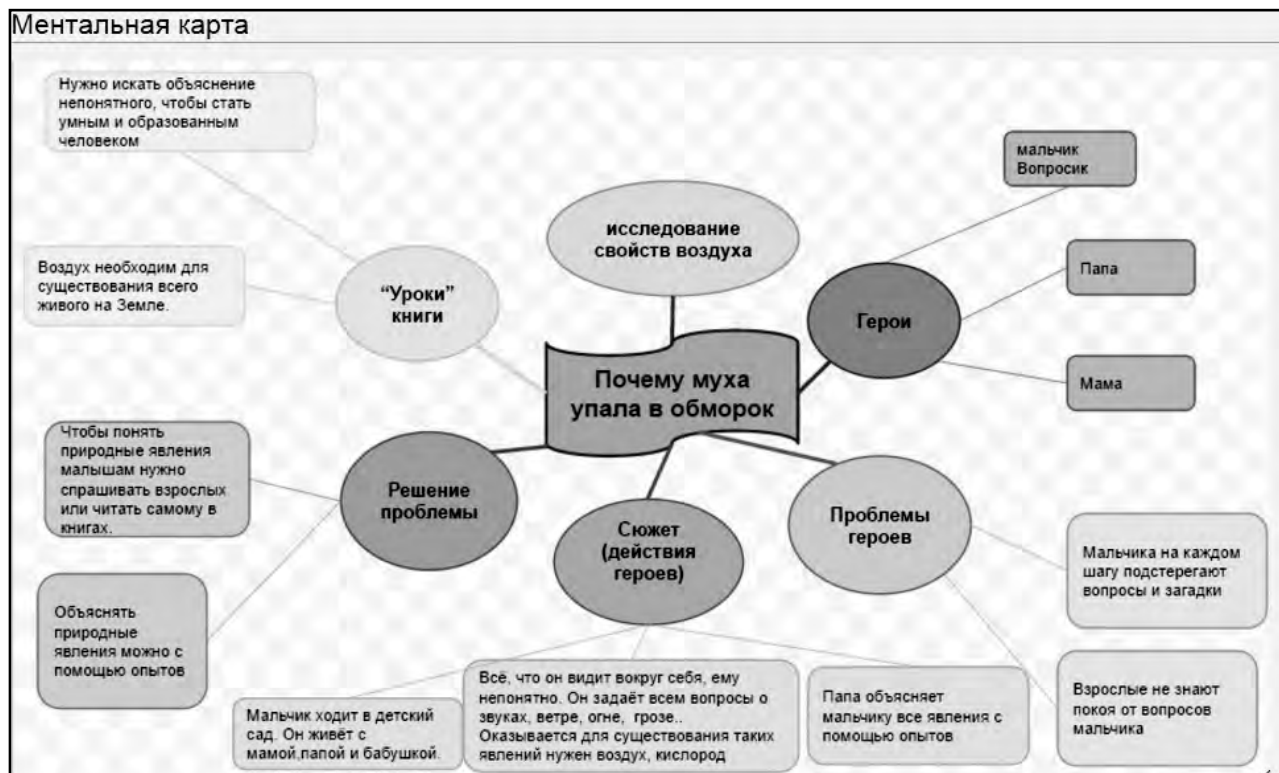 Ментальная карта
Нужно искать объяснение
непонятного, чтобы стать
умным и образованным
человеком
мальчик
Вопросик
исследование
свойств воздуха
Воздух необходим для
существования всего
живого на Земле.
“Уроки”
книги
Папа
Герои
Почему муха
упала в обморок
Мама
Чтобы понять
природные явления
малышам нужно
спрашивать взрослых
или читать самому в
книгах.
Решение
проблемы
Сюжет
(действия
героев)
Проблемы
героев
Мальчика на каждом
шагу подстерегают
вопросы и загадки
Объяснять
природные
явления можно с
помощью опытов
Мальчик ходит в детский
сад. Он живёт с
мамой,папой и бабушкой.
Всё, что он видит вокруг себя, ему
непонятно. Он задаёт всем вопросы о
звуках, ветре, огне, грозе..
Оказывается для существования таких
явлений нужен воздух, кислород
Папа объясняет
мальчику все явления с
помощью опытов
Взрослые не знают
покоя от вопросов
мальчика